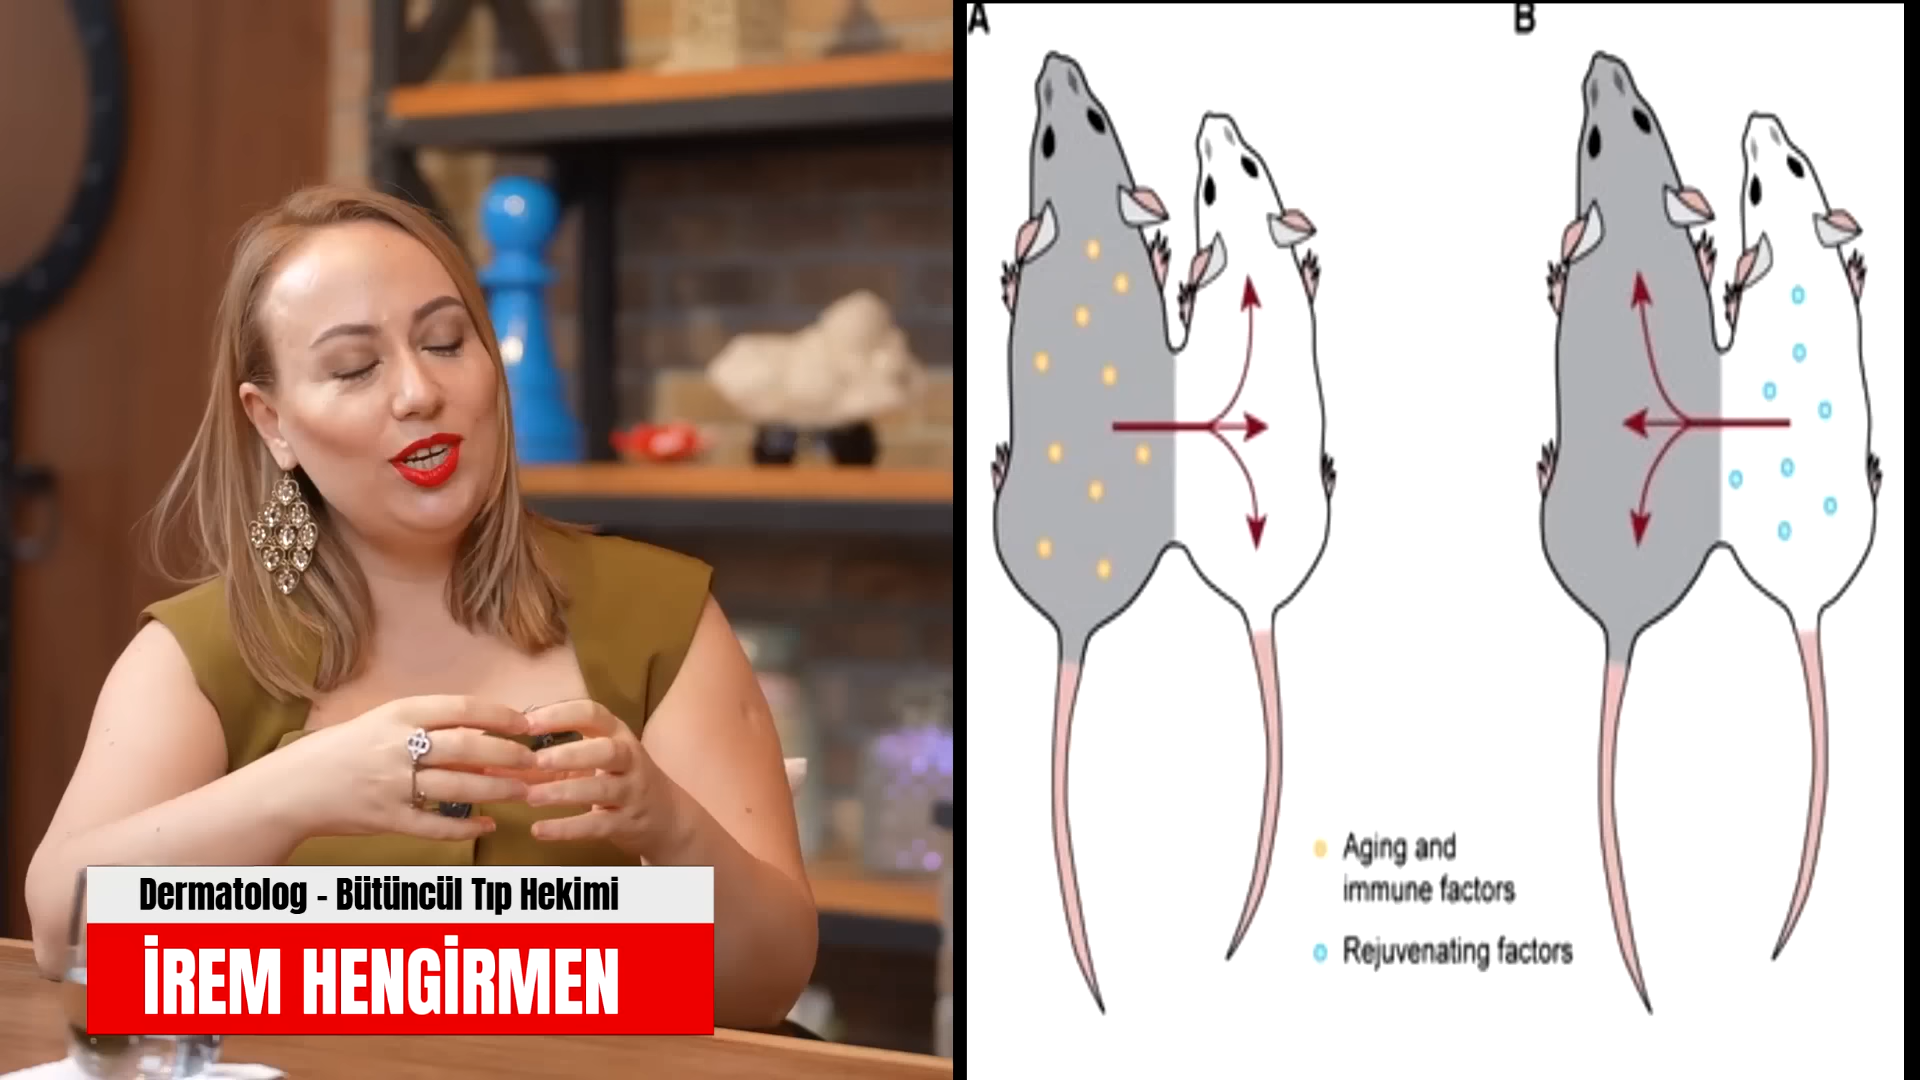 Dermatolog - Bütüncül Tıp Hekimi
İREM HENGİRMEN
A
B
Aging and
immune factors
Rejuvenating factors